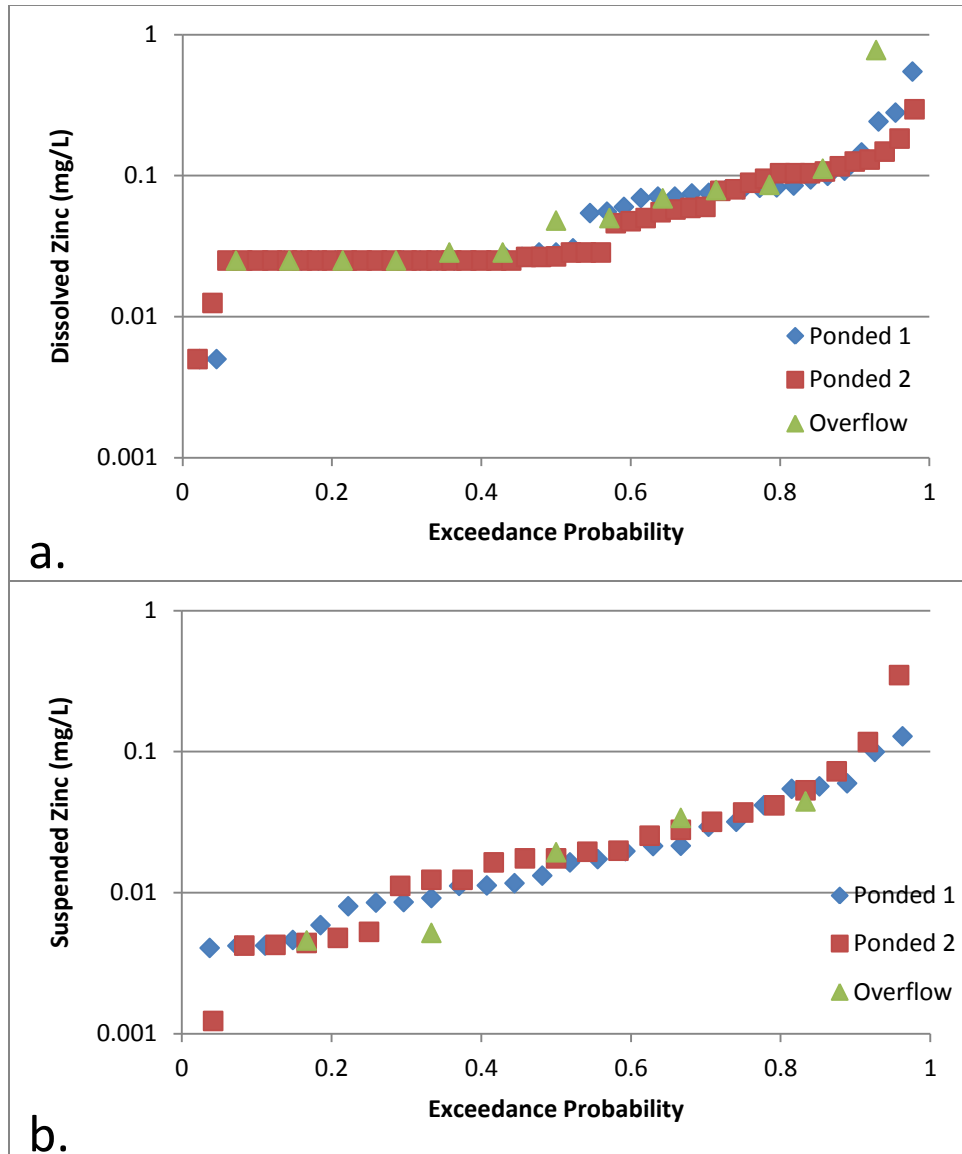 1
0.1
0.01
0.001
Dissolved Zinc (mg/L)
Ponded 1
Ponded 2
Overflow
0 0.2 0.4 0.6 0.8 1
Exceedance Probability
a.
1
0.1
0.01
0.001
Suspended Zinc (mg/L)
Ponded 1
Ponded 2
Overflow
0 0.2 0.4 0.6 0.8 1
Exceedance Probability
b.